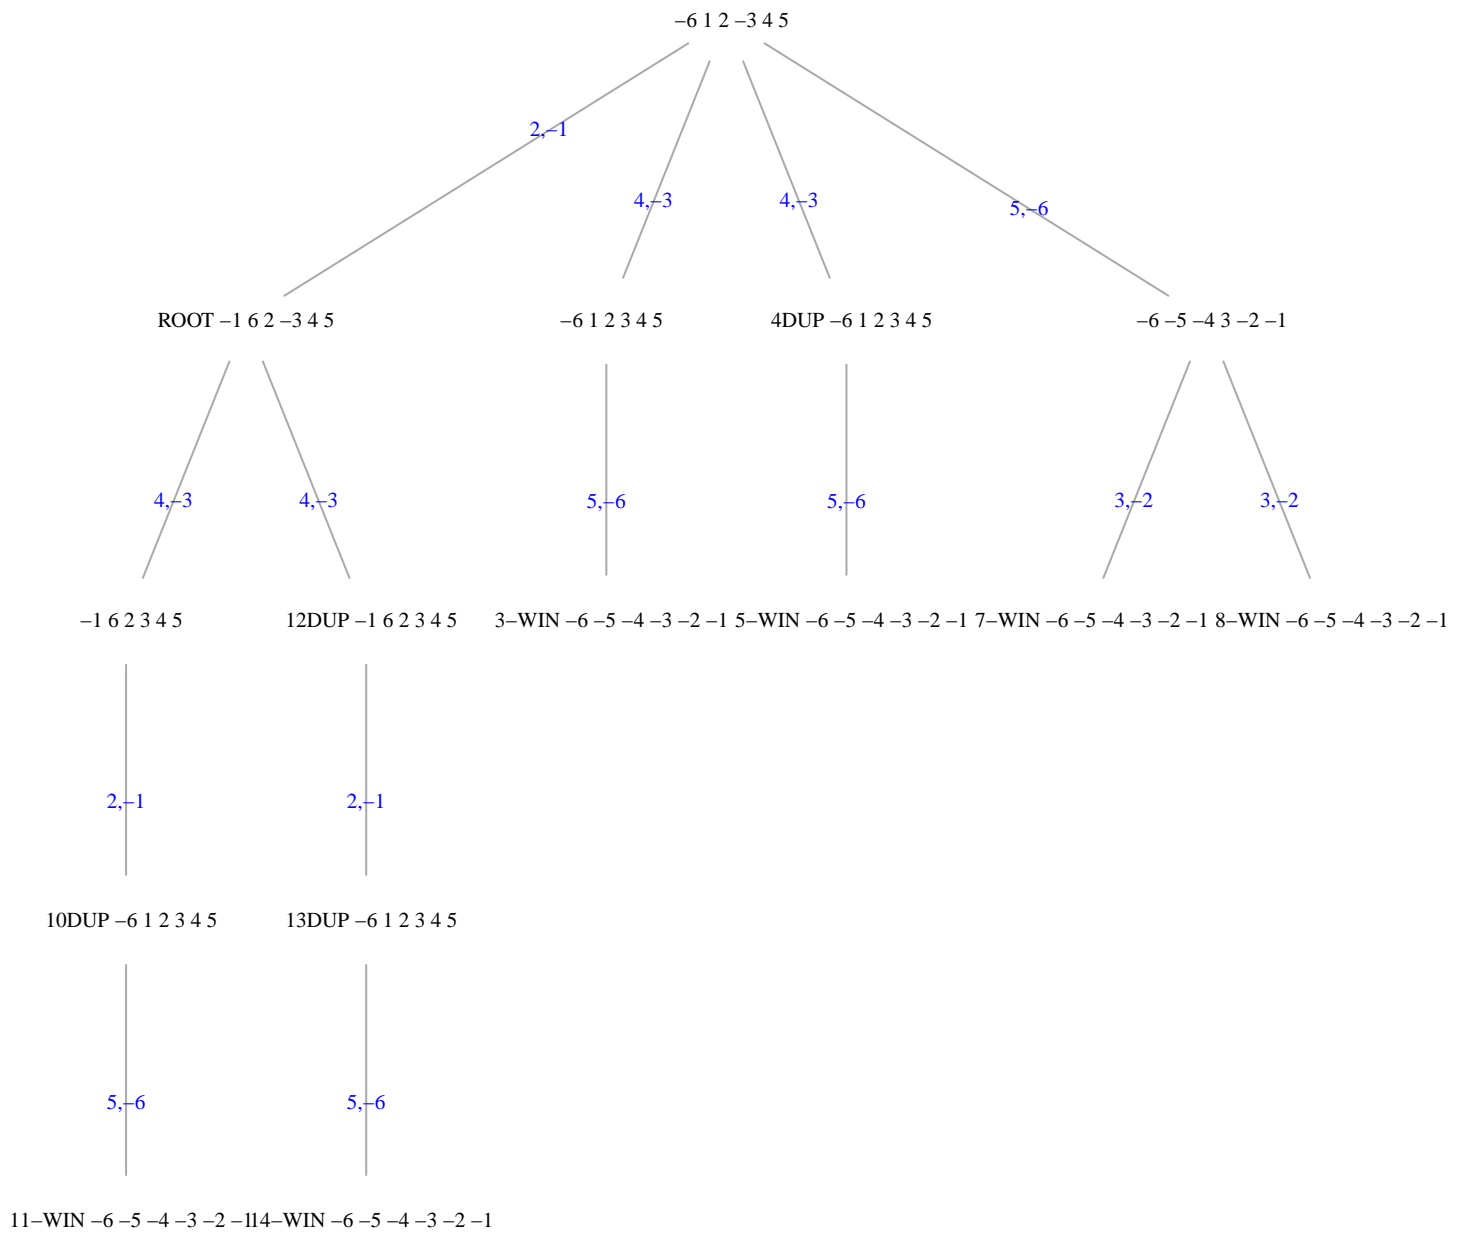 −6 1 2 −3 4 5
2,−1
4,−3 4,−3
5,−6
ROOT −1 6 2 −3 4 5 −6 1 2 3 4 5 4DUP −6 1 2 3 4 5 −6 −5 −4 3 −2 −1
4,−3 4,−3 5,−6 5,−6 3,−2 3,−2
−1 6 2 3 4 5 12DUP −1 6 2 3 4 5 3−WIN −6 −5 −4 −3 −2 −1 5−WIN −6 −5 −4 −3 −2 −1 7−WIN −6 −5 −4 −3 −2 −1 8−WIN −6 −5 −4 −3 −2 −1
2,−1 2,−1
10DUP −6 1 2 3 4 5 13DUP −6 1 2 3 4 5
5,−6 5,−6
11−WIN −6 −5 −4 −3 −2 −1 14−WIN −6 −5 −4 −3 −2 −1